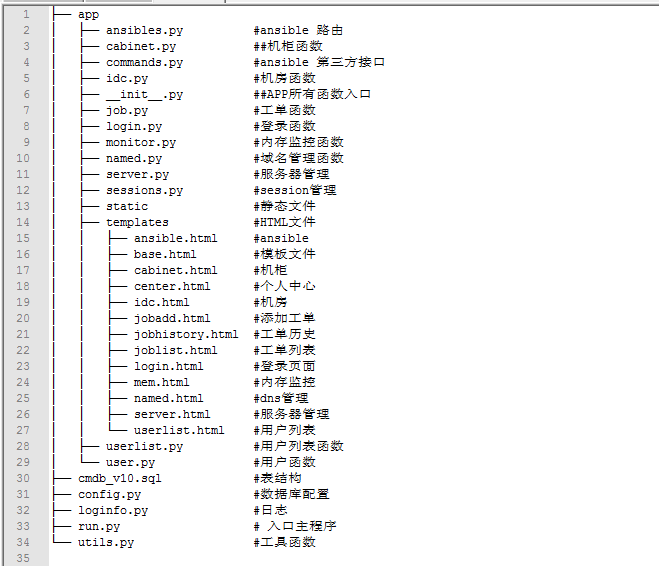 1 ├── app
2 │   ├── ansibles.py          #ansible 路由
3 │   ├── cabinet.py           ##机柜函数
4 │   ├── commands.py          #ansible 第三方接口
5 │   ├── idc.py               #机房函数
6 │   ├── __init__.py          ##APP所有函数入口
7 │   ├── job.py               #工单函数
8 │   ├── login.py             #登录函数
9 │   ├── monitor.py           #内存监控函数
10 │   ├── named.py             #域名管理函数
11 │   ├── server.py            #服务器管理
12 │   ├── sessions.py          #session管理
13 │   ├── static               #静态文件
14 │   ├── templates            #HTML文件
15 │   │   ├── ansible.html     #ansible
16 │   │   ├── base.html        #模板文件
17 │   │   ├── cabinet.html     #机柜
18 │   │   ├── center.html      #个人中心
19 │   │   ├── idc.html         #机房
20 │   │   ├── jobadd.html      #添加工单
21 │   │   ├── jobhistory.html  #工单历史
22 │   │   ├── joblist.html     #工单列表
23 │   │   ├── login.html       #登录页面
24 │   │   ├── mem.html         #内存监控
25 │   │   ├── named.html       #dns管理
26 │   │   ├── server.html      #服务器管理
27 │   │   └── userlist.html    #用户列表
28 │   ├── userlist.py          #用户列表函数
29 │   └── user.py              #用户函数
30 ├── cmdb_v10.sql             #表结构
31 ├── config.py                #数据库配置
32 ├── loginfo.py               #日志
33 ├── run.py                   # 入口主程序
34 └── utils.py                 #工具函数
35